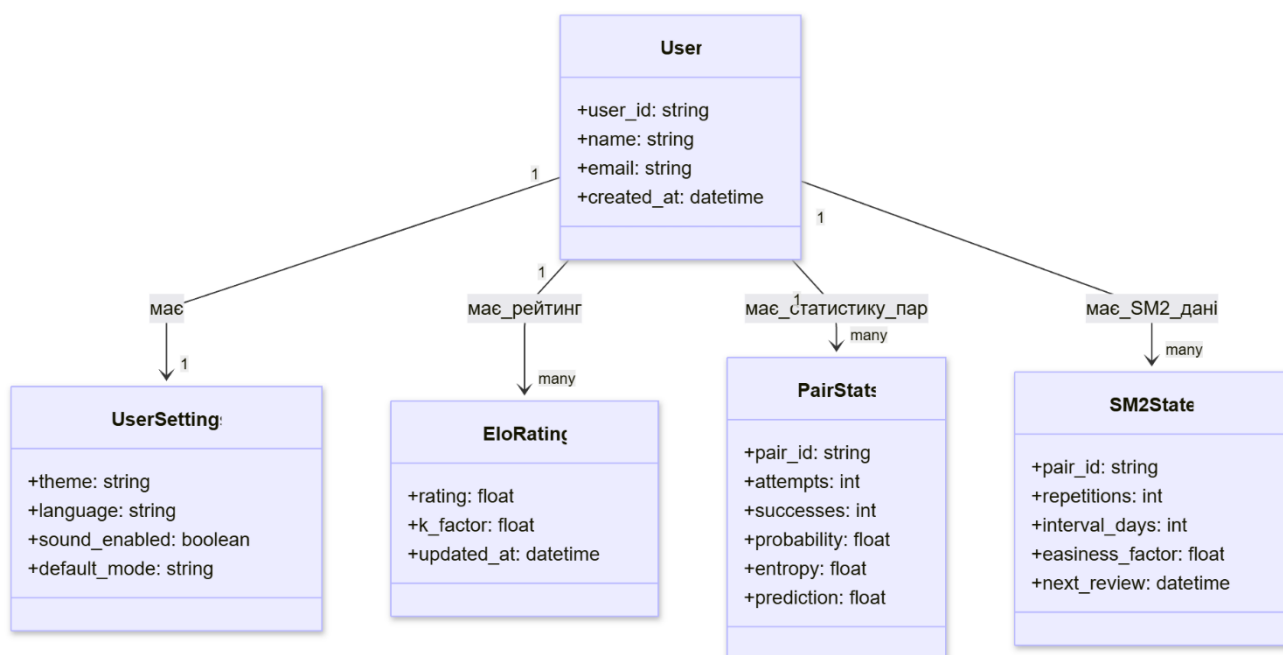 User
+user_id: string
+name: string
+email: string
+created_at: datetime
1
1
1
1
має
має_рейтинг
має_статистику_пар
має_SM2_дані
1
many
many
many
UserSetting
+theme: string
+language: string
+sound_enabled: boolean
+default_mode: string
EloRating
+rating: float
+k_factor: float
+updated_at: datetime
PairStats
+pair_id: string
+attempts: int
+successes: int
+probability: float
+entropy: float
+prediction: float
SM2State
+pair_id: string
+repetitions: int
+interval_days: int
+easiness_factor: float
+next_review: datetime